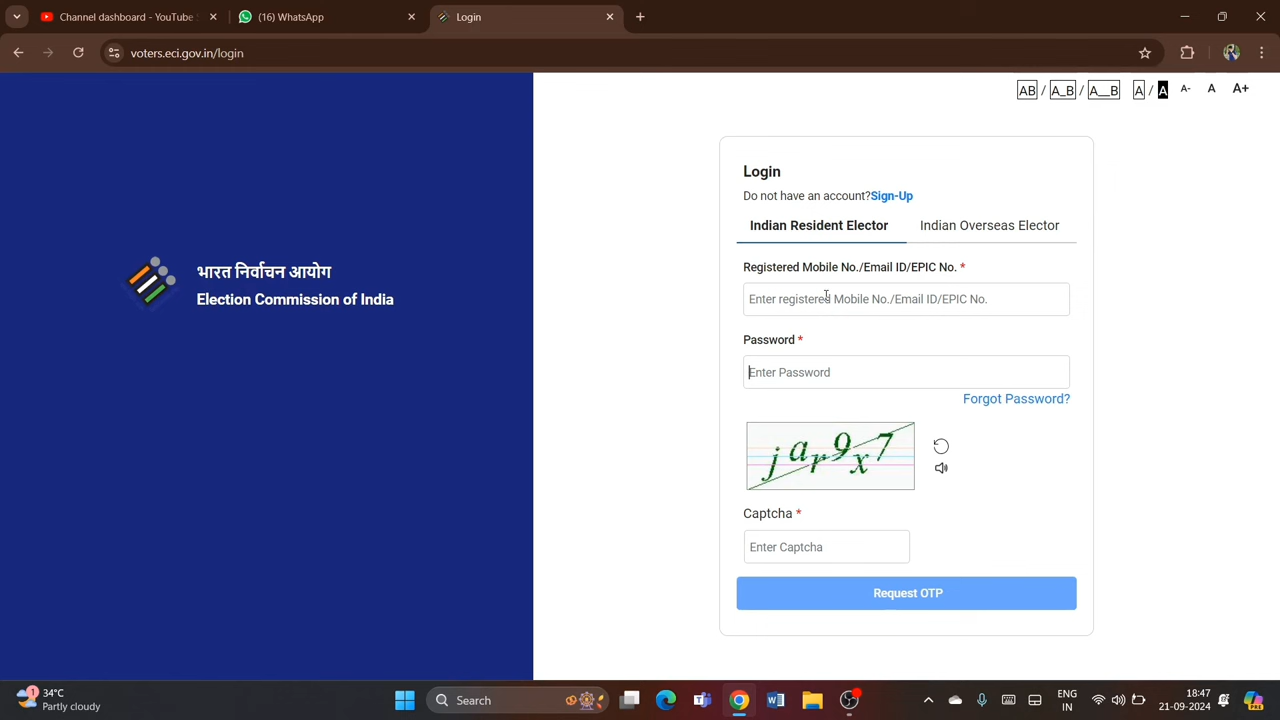 Channel dashboard - YouTube
(16) WhatsApp
Login
voters.eci.gov.in/login
AB / A_B / A__B A / A A- A A+
भारत निर्वाचन आयोग
Election Commission of India
Login
Do not have an account?Sign-Up
Indian Resident Elector Indian Overseas Elector
Registered Mobile No./Email ID/EPIC No. *
Enter registered Mobile No./Email ID/EPIC No.
Password *
Enter Password
Forgot Password?
jar9x7
Captcha *
Enter Captcha
Request OTP
1
34°C
Partly cloudy
Search
ENG
IN
18:47
21-09-2024